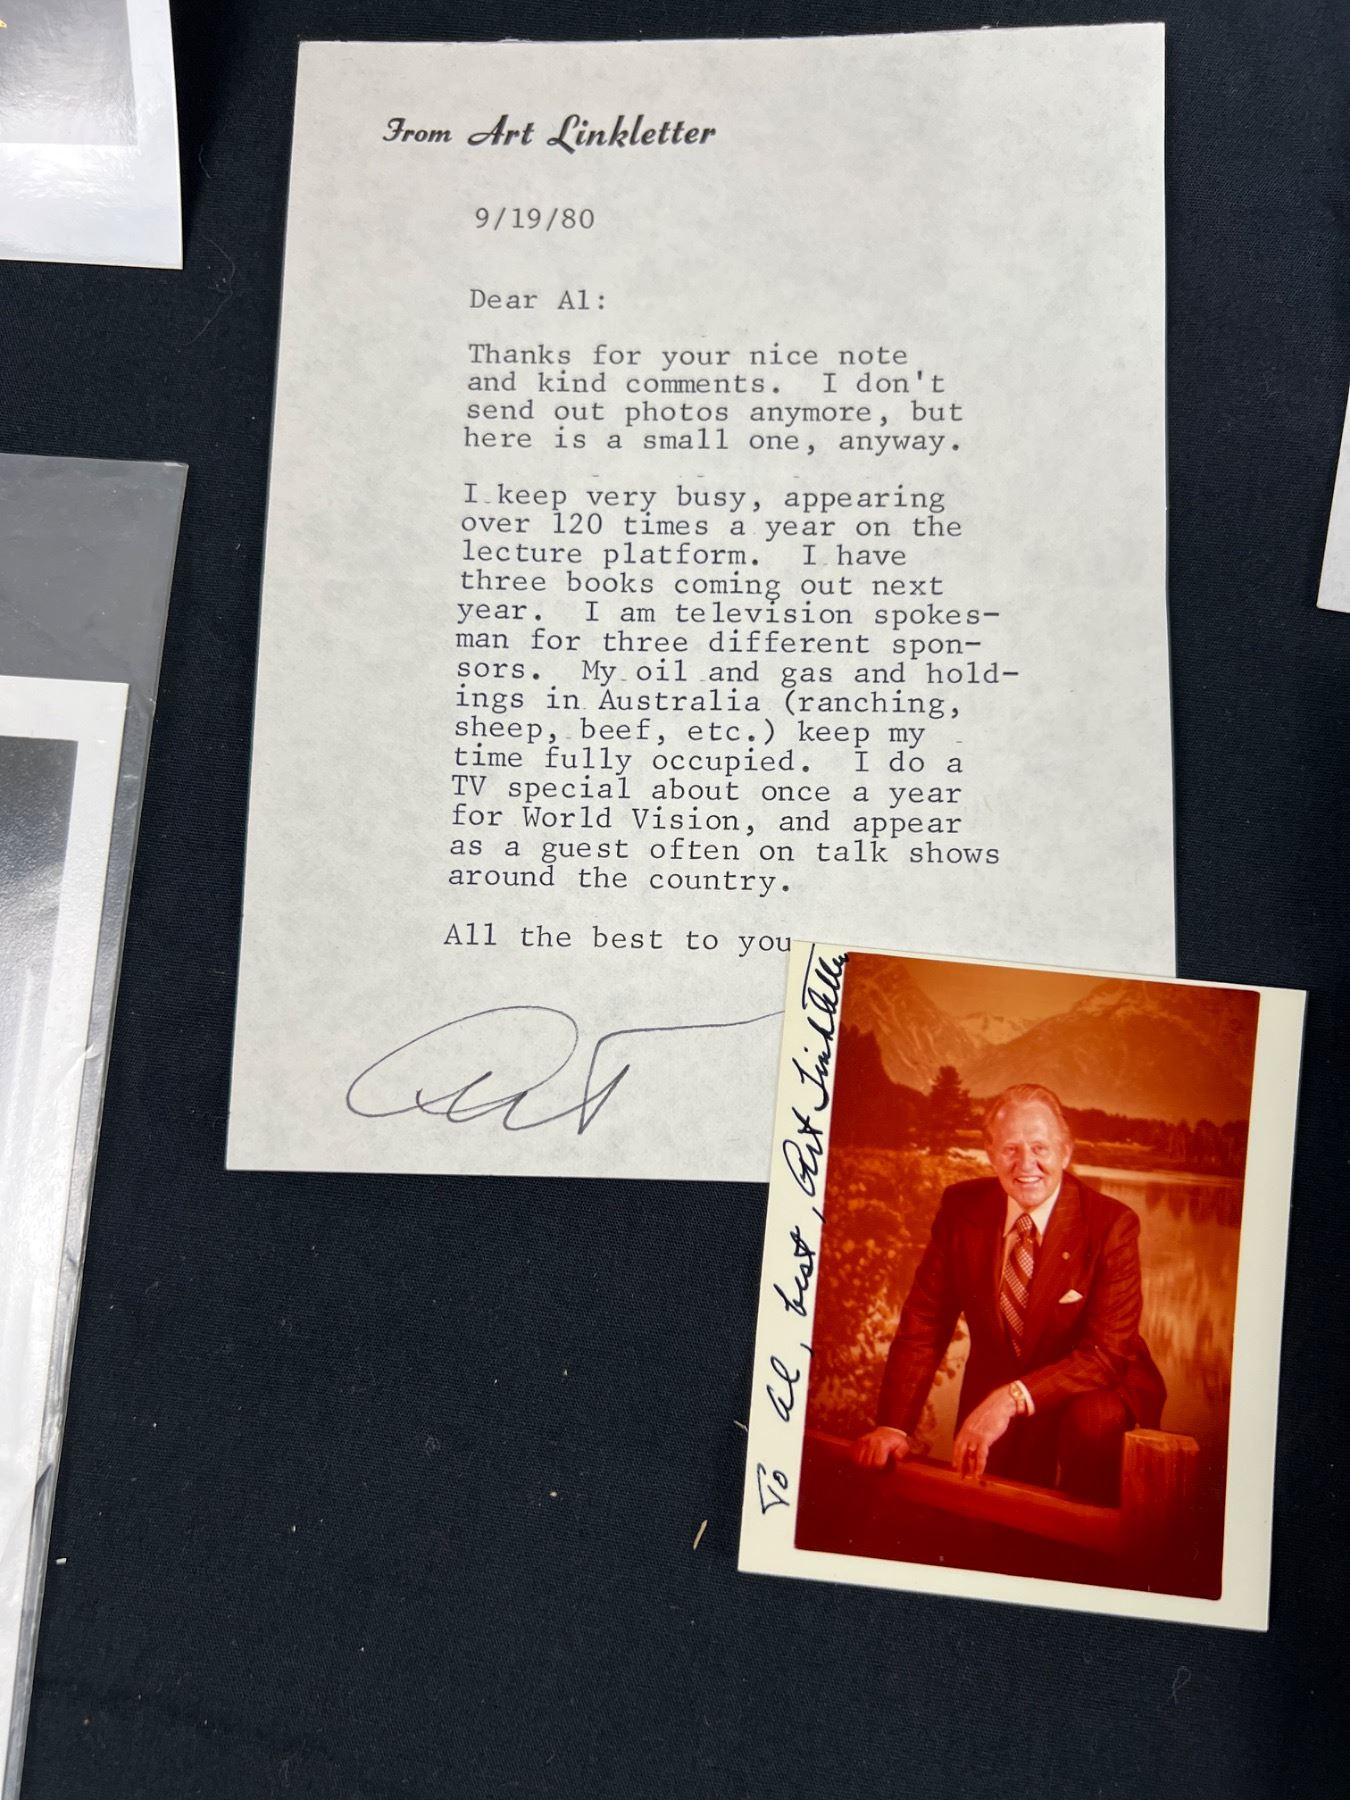 From Art Linkletter
9/19/80
Dear Al:
Thanks for your nice note
and kind comments.  I don't
send out photos anymore, but
here is a small one, anyway.
I keep very busy, appearing
over 120 times a year on the
lecture platform.  I have
three books coming out next
year.  I am television spokes-
man for three different spon-
sors.  My oil and gas and hold-
ings in Australia (ranching,
sheep, beef, etc.) keep my
time fully occupied.  I do a
TV special about once a year
for World Vision, and appear
as a guest often on talk shows
around the country.
All the best to you
Art
To Al, best, Art Linkletter